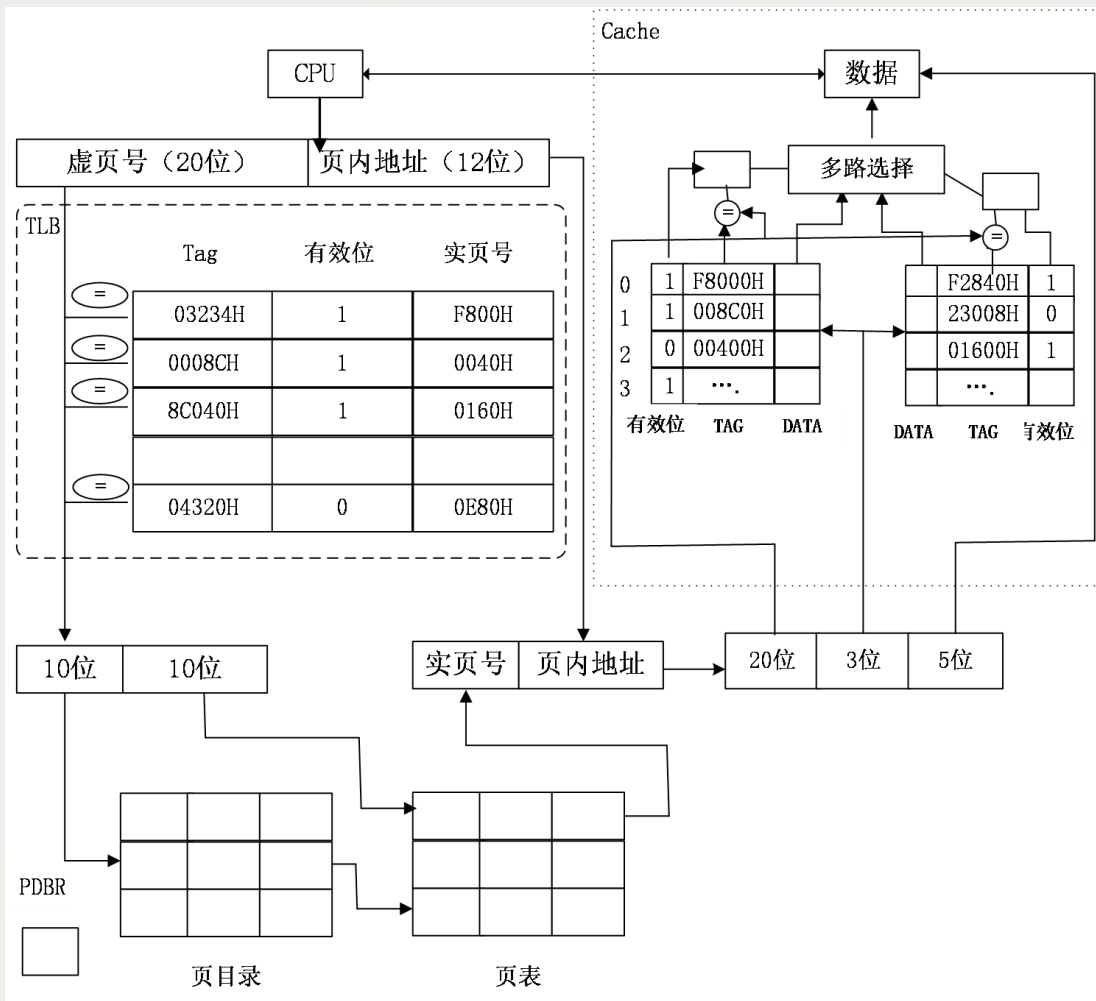 Cache
CPU
数据
虚页号（20位）
页内地址（12位）
多路选择
TLB
Tag
有效位
实页号
=
=
=
03234H
1
F800H
=
0008CH
1
0040H
=
8C040H
1
0160H
=
04320H
0
0E80H
0
1
F8000H
F2840H
1
1
1
008C0H
23008H
0
2
0
00400H
01600H
1
3
1
….
….
有效位
TAG
DATA
DATA
TAG
有效位
10位
10位
实页号
页内地址
20位
3位
5位
PDBR
页目录
页表